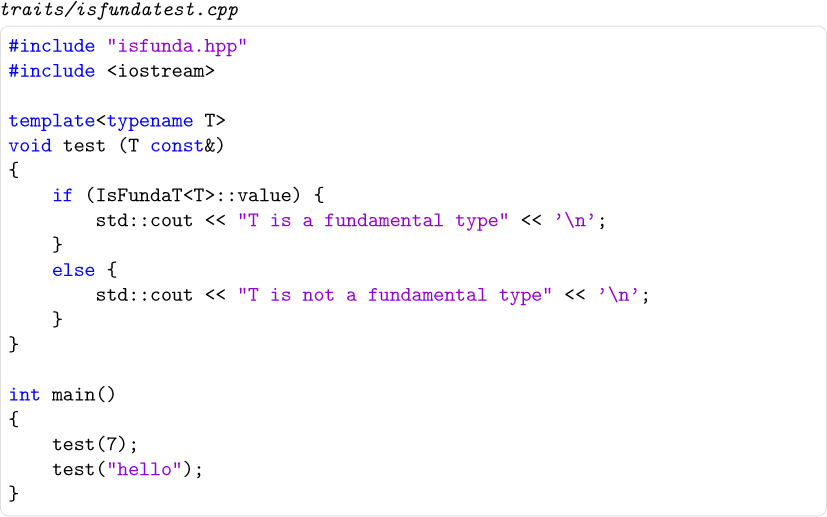 traits/isfundatest.cpp
#include "isfunda.hpp"
#include <iostream>

template<typename T>
void test (T const&)
{
    if (IsFundaT<T>::value) {
        std::cout << "T is a fundamental type" << ’\n’;
    }
    else {
        std::cout << "T is not a fundamental type" << ’\n’;
    }
}

int main()
{
    test(7);
    test("hello");
}